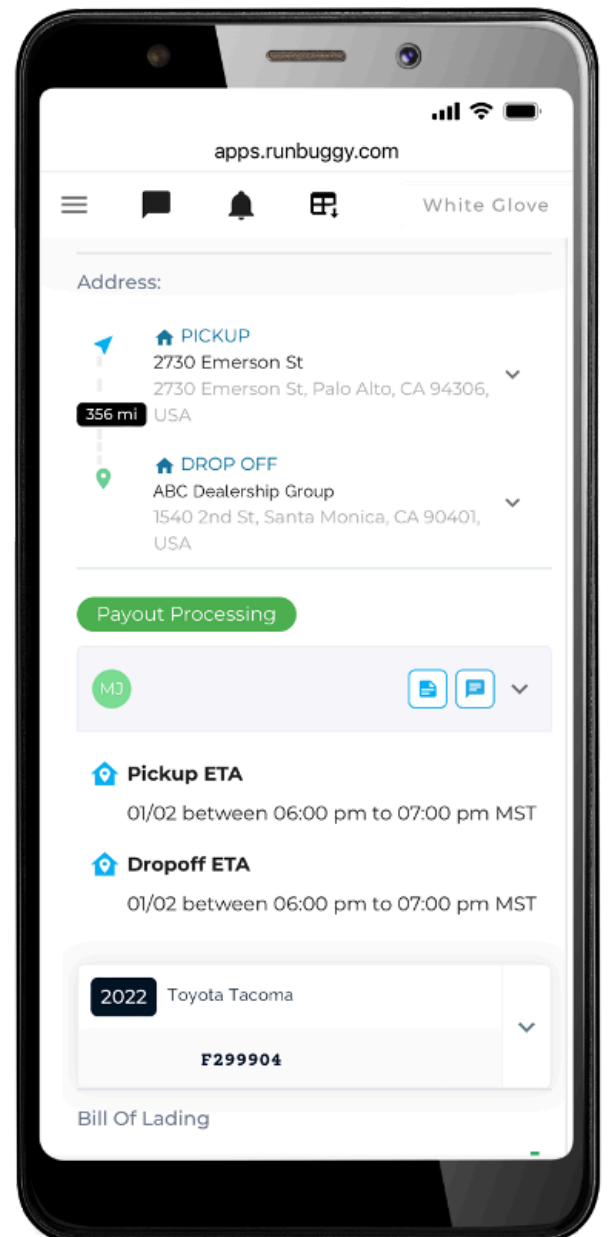 apps.runbuggy.com
White Glove
Address:
PICKUP
2730 Emerson St
2730 Emerson St, Palo Alto, CA 94306,
356 mi USA
DROP OFF
ABC Dealership Group
1540 2nd St, Santa Monica, CA 90401,
USA
Payout Processing
MJ
Pickup ETA
01/02 between 06:00 pm to 07:00 pm MST
Dropoff ETA
01/02 between 06:00 pm to 07:00 pm MST
2022 Toyota Tacoma
F299904
Bill Of Lading